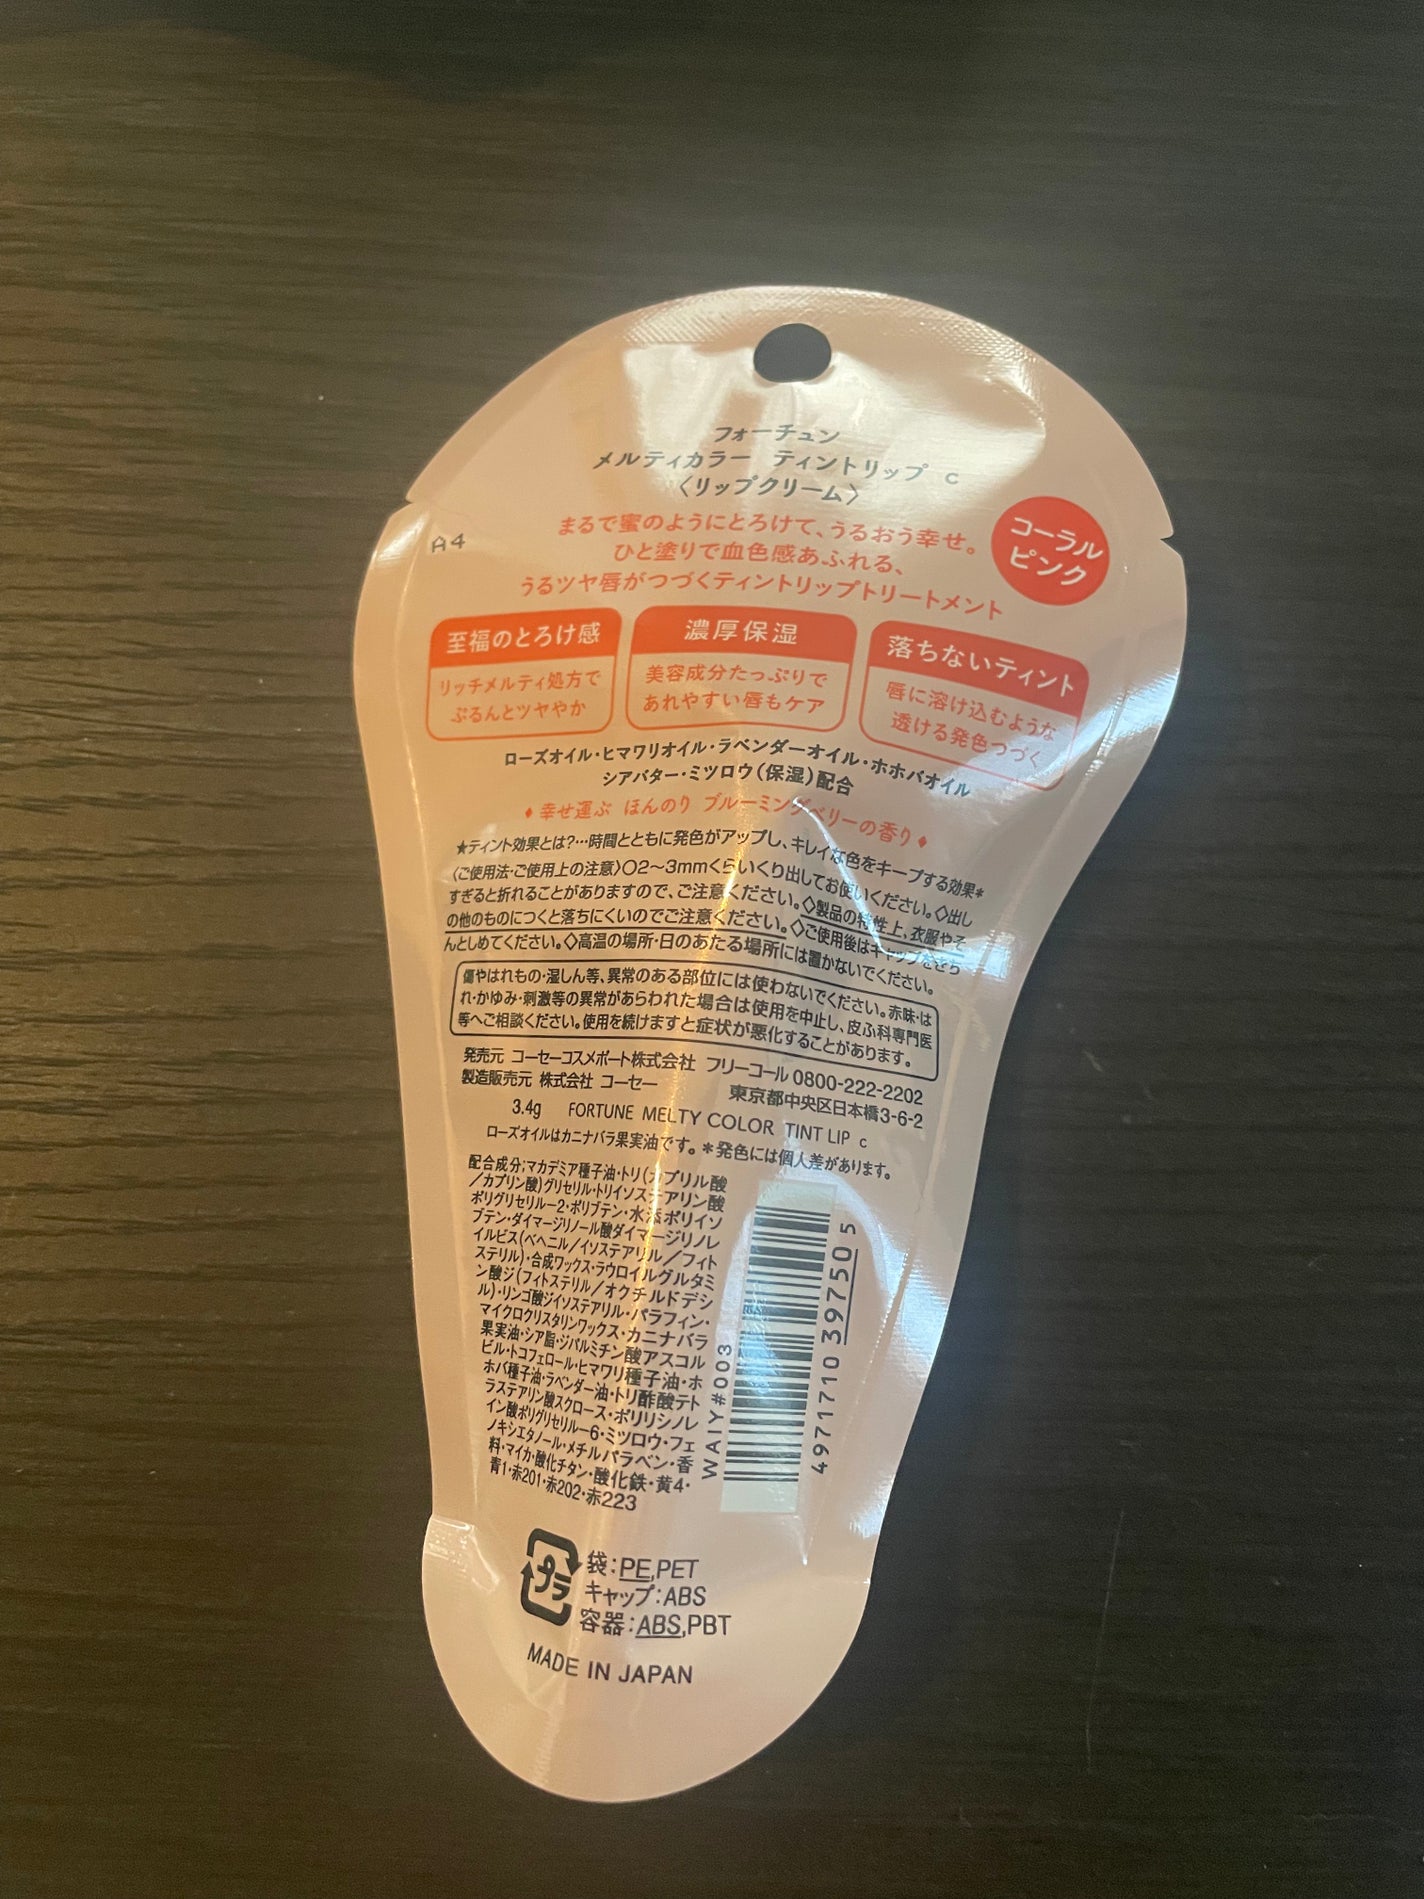 フォーチュン
メルティカラー ティントリップ c
〈リップクリーム〉
A4
まるで蜜のようにとろけて、うるおう幸せ。
ひと塗りで血色感あふれる、
うるツヤ唇がつづくティントリップトリートメント
コーラル
ピンク
至福のとろけ感
リッチメルティ処方で
ぷるんとツヤやか
濃厚保湿
美容成分たっぷりで
あれやすい唇もケア
落ちないティント
唇に溶け込むような
透ける発色つづく
ローズオイル・ヒマワリオイル・ラベンダーオイル・ホホバオイル
シアバター・ミツロウ(保湿)配合
♦幸せ運ぶ ほんのり ブルーミングベリーの香り♦
★ティント効果とは?…時間とともに発色がアップし、キレイな色をキープする効果*
〈ご使用法・ご使用上の注意〉○2〜3mmくらいくり出してお使いください。◇出し
すぎると折れることがありますので、ご注意ください。◇製品の特性上、衣服やそ
の他のものにつくと落ちにくいのでご注意ください。◇ご使用後はキャップをきち
んとしめてください。◇高温の場所・日のあたる場所には置かないでください。
傷やはれもの・湿しん等、異常のある部位には使わないでください。赤味・は
れ・かゆみ・刺激等の異常があらわれた場合は使用を中止し、皮ふ科専門医
等へご相談ください。使用を続けますと症状が悪化することがあります。
発売元 コーセーコスメポート株式会社 フリーコール 0800-222-2202
製造販売元 株式会社 コーセー 東京都中央区日本橋3-6-2
3.4g FORTUNE MELTY COLOR TINT LIP c
ローズオイルはカニナバラ果実油です。*発色には個人差があります。
配合成分;マカデミア種子油・トリ(カプリル酸
/カプリン酸)グリセリル・トリイソステアリン酸
ポリグリセリル-2・ポリブテン・水添ポリイソ
ブテン・ダイマージリノール酸ダイマージリノレ
イルビス(ベヘニル/イソステアリル/フィト
ステリル)・合成ワックス・ラウロイルグルタミ
ン酸ジ(フィトステリル/オクチルドデシ
ル)・リンゴ酸ジイソステアリル・パラフィン・
マイクロクリスタリンワックス・カニナバラ
果実油・シア脂・ジパルミチン酸アスコル
ビル・トコフェロール・ヒマワリ種子油・ホ
ホバ種子油・ラベンダー油・トリ酢酸テト
ラステアリン酸スクロース・ポリリシノレ
イン酸ポリグリセリル-6・ミツロウ・フェ
ノキシエタノール・メチルパラベン・香
料・マイカ・酸化チタン・酸化鉄・黄4・
青1・赤201・赤202・赤223
WAIY#003
4971710 397505
プラ
袋:PE,PET
キャップ:ABS
容器:ABS,PBT
MADE IN JAPAN